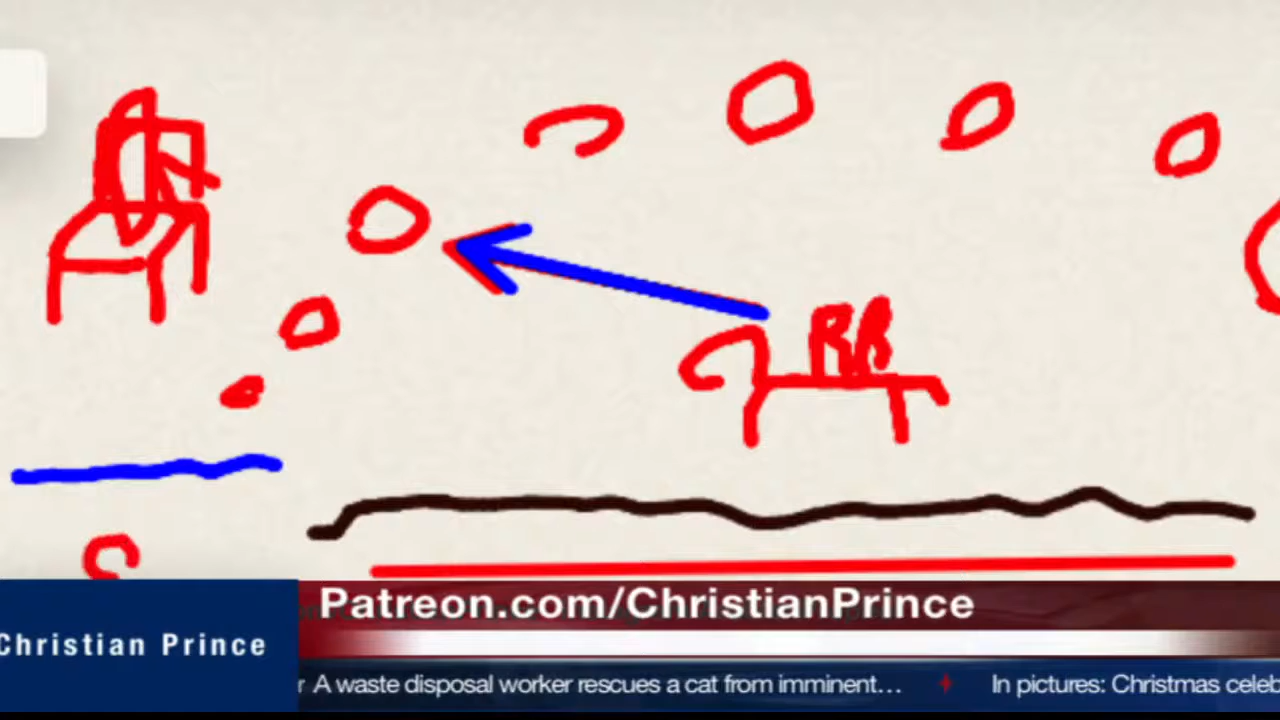 Patreon.com/ChristianPrince
Christian Prince
r A waste disposal worker rescues a cat from imminent… In pictures: Christmas celeb